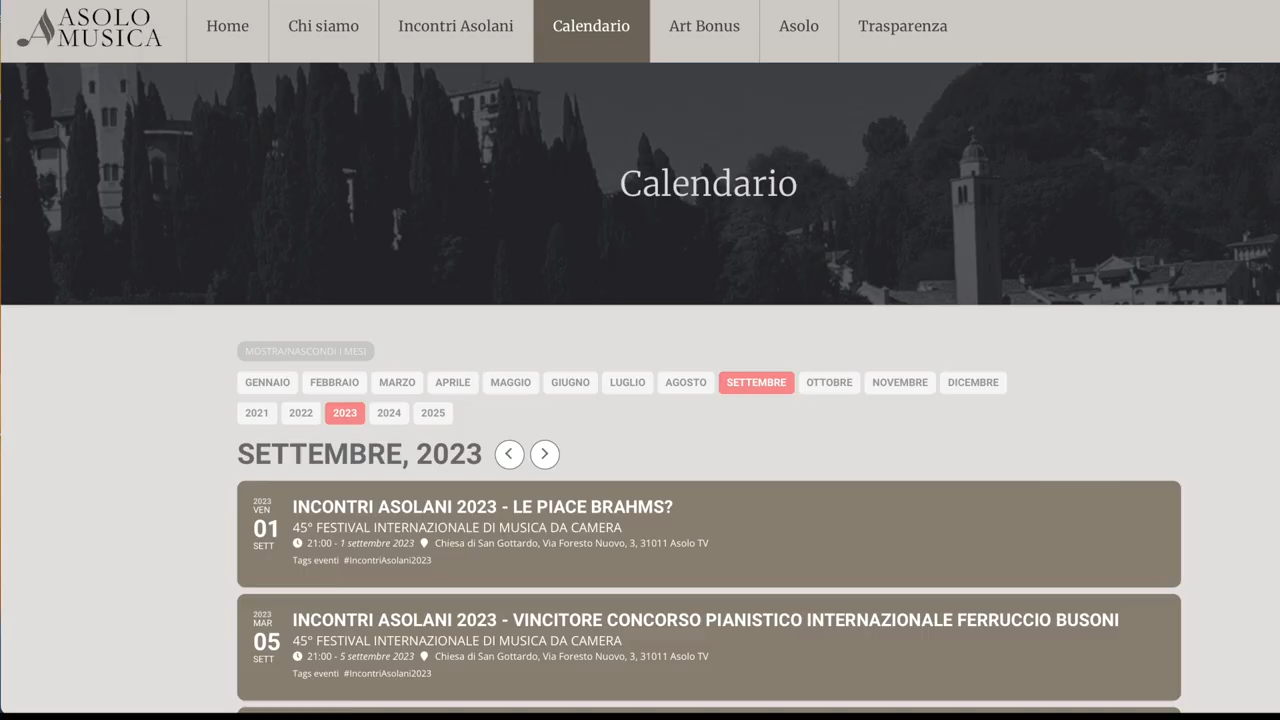 ASOLO
MUSICA
Home
Chi siamo
Incontri Asolani
Calendario
Art Bonus
Asolo
Trasparenza
Calendario
MOSTRA/NASCONDI I MESI
GENNAIO FEBBRAIO MARZO APRILE MAGGIO GIUGNO LUGLIO AGOSTO SETTEMBRE OTTOBRE NOVEMBRE DICEMBRE
2021 2022 2023 2024 2025
SETTEMBRE, 2023
2023
VEN
01
SETT
INCONTRI ASOLANI 2023 - LE PIACE BRAHMS?
45° FESTIVAL INTERNAZIONALE DI MUSICA DA CAMERA
21:00 - 1 settembre 2023 Chiesa di San Gottardo, Via Foresto Nuovo, 3, 31011 Asolo TV
Tags eventi #IncontriAsolani2023
2023
MAR
05
SETT
INCONTRI ASOLANI 2023 - VINCITORE CONCORSO PIANISTICO INTERNAZIONALE FERRUCCIO BUSONI
45° FESTIVAL INTERNAZIONALE DI MUSICA DA CAMERA
21:00 - 5 settembre 2023 Chiesa di San Gottardo, Via Foresto Nuovo, 3, 31011 Asolo TV
Tags eventi #IncontriAsolani2023